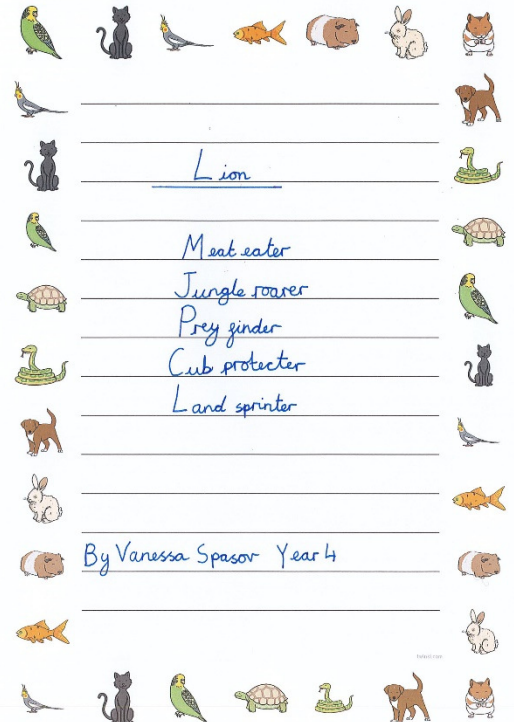 Lion
Meat eater
Jungle roarer
Prey finder
Cub protecter
Land sprinter
By Vanessa Spasov Year 4